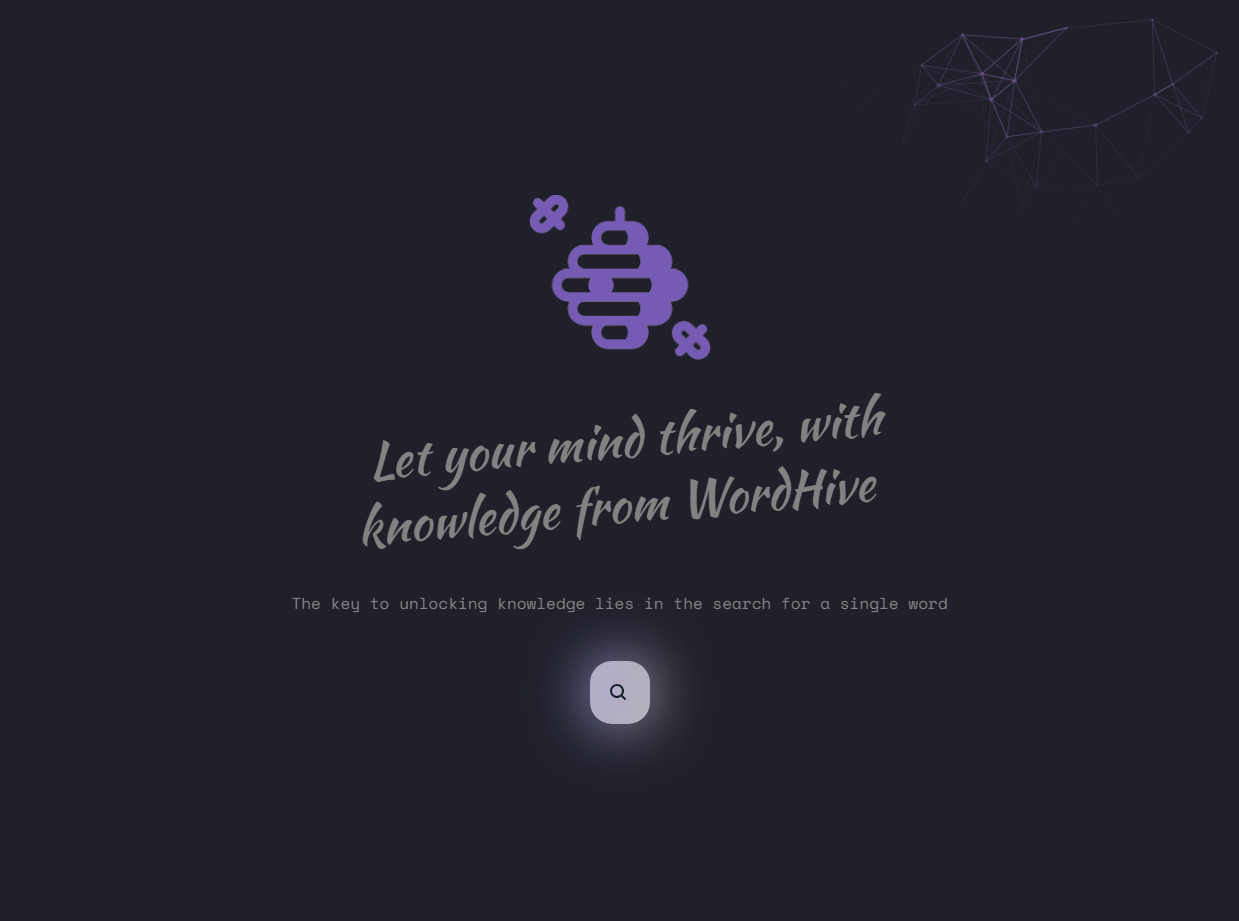 Let your mind thrive, with
knowledge from WordHive
The key to unlocking knowledge lies in the search for a single word